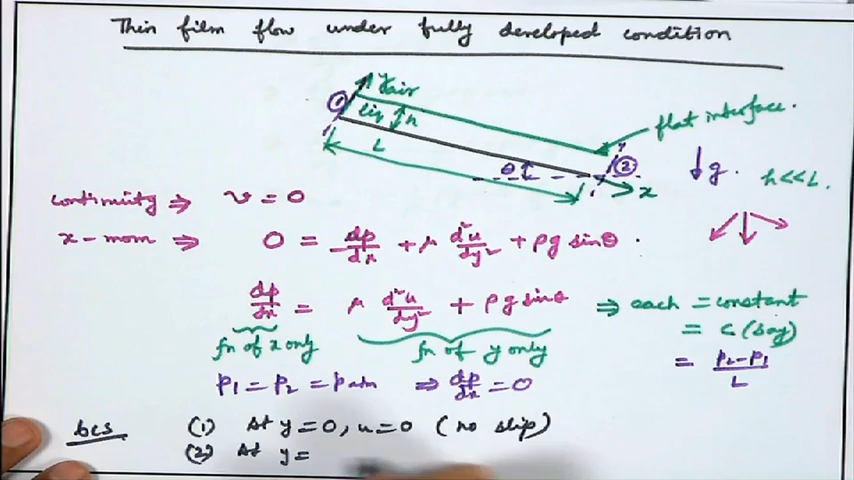 Thin film flow under fully developed condition
y air
① liq h
flat interface.
L
θ ② ↓g. h<<L.
x
continuity ⇒ v = 0
x-mom ⇒ 0 = -dp/dx + μ d²u/dy² + ρg sinθ.
dp/dx = μ d²u/dy² + ρg sinθ ⇒ each = constant
= c (say)
fn of x only fn of y only
= p₂-p₁/L
p₁ = p₂ = patm ⇒ dp/dx = 0
bcs (1) At y=0, u=0 (no slip)
(2) At y=